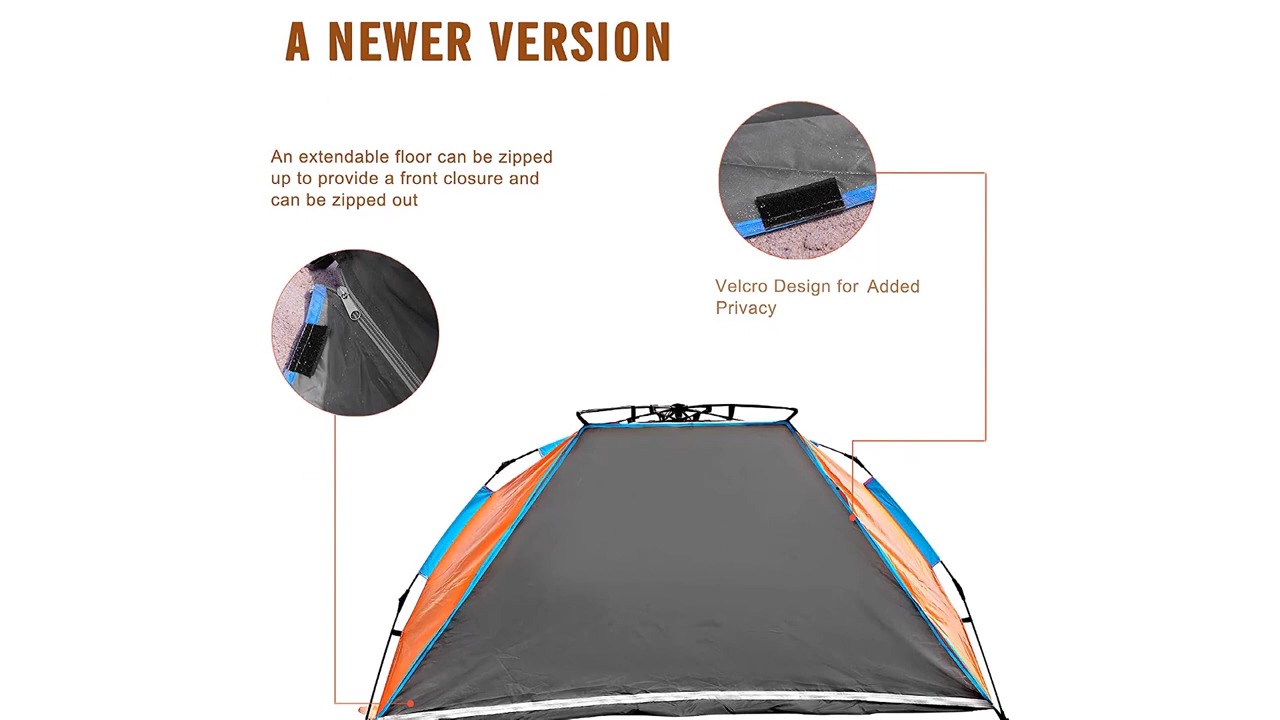 A NEWER VERSION
An extendable floor can be zipped
up to provide a front closure and
can be zipped out
Velcro Design for Added
Privacy